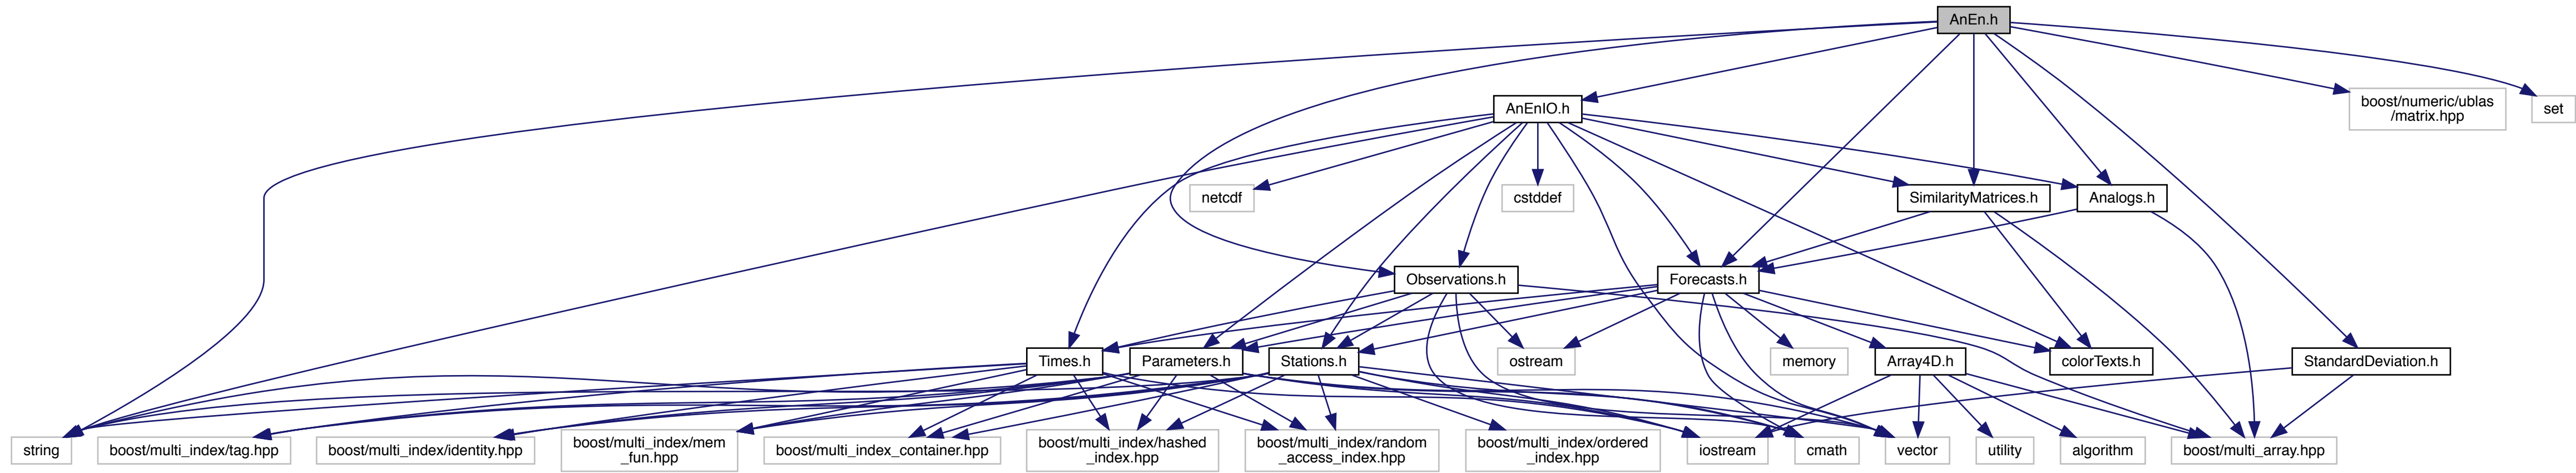 AnEn.h
AnEnIO.h
boost/numeric/ublas
/matrix.hpp
set
netcdf
cstddef
SimilarityMatrices.h
Analogs.h
Observations.h
Forecasts.h
Times.h
Parameters.h
Stations.h
ostream
memory
Array4D.h
colorTexts.h
StandardDeviation.h
string
boost/multi_index/tag.hpp
boost/multi_index/identity.hpp
boost/multi_index/mem
_fun.hpp
boost/multi_index_container.hpp
boost/multi_index/hashed
_index.hpp
boost/multi_index/random
_access_index.hpp
boost/multi_index/ordered
_index.hpp
iostream
cmath
vector
utility
algorithm
boost/multi_array.hpp